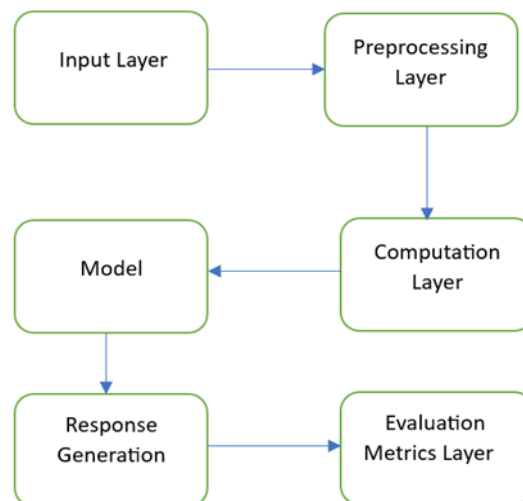 Input Layer
Preprocessing
Layer
Computation
Layer
Model
Response
Generation
Evaluation
Metrics Layer